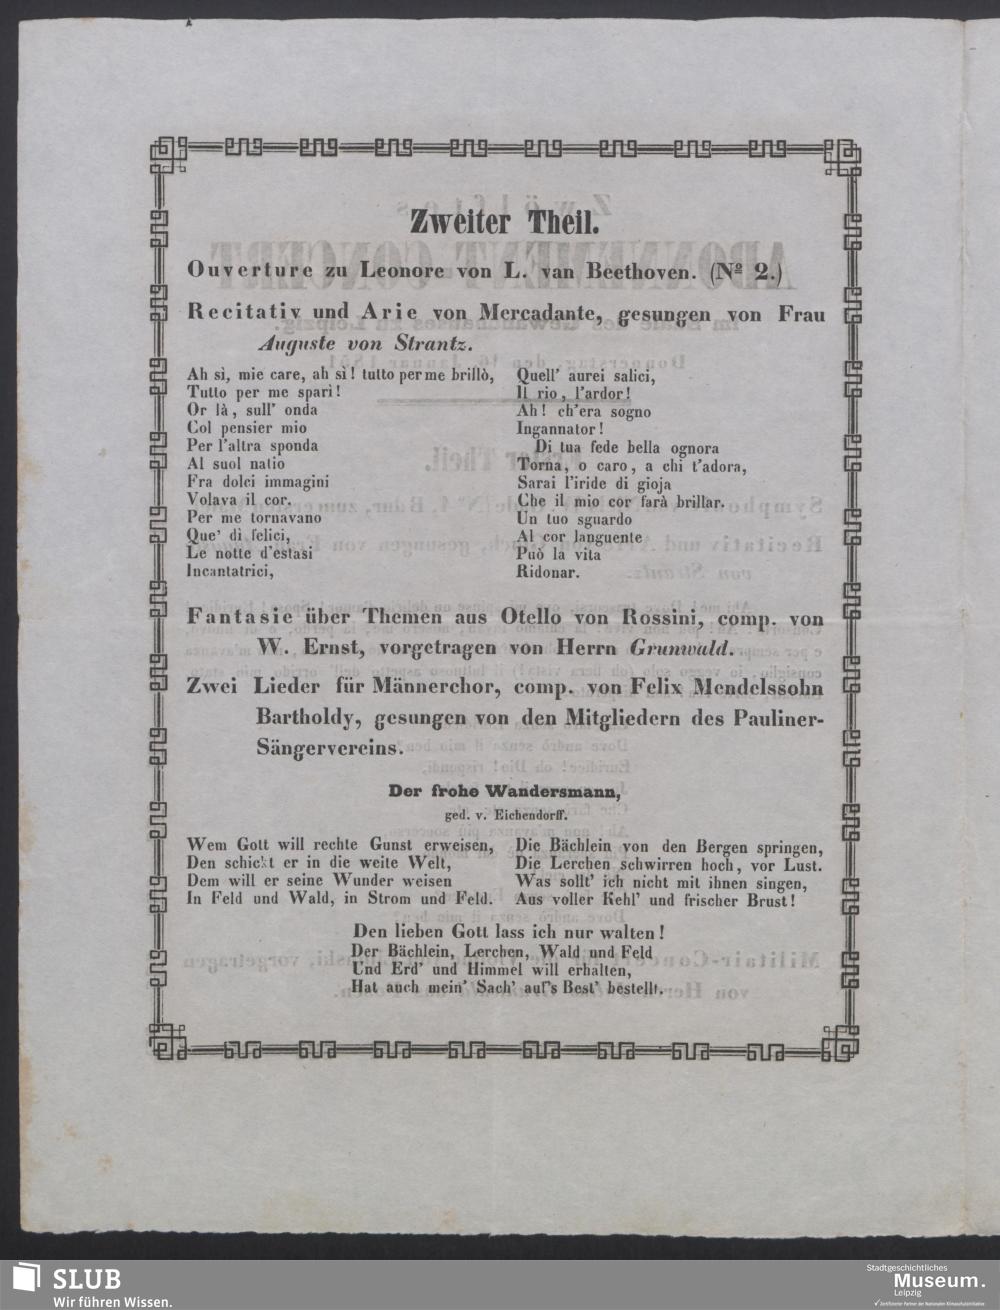 Zweiter Theil.
Ouverture zu Leonore von L. van Beethoven. (Nº 2.)
Recitativ und Arie von Mercadante, gesungen von Frau
Auguste von Strantz.
Ah sì, mie care, ah sì! tutto per me brillò,
Tutto per me sparì!
Or là, sull' onda
Col pensier mio
Per l'altra sponda
Al suol natio
Fra dolci immagini
Volava il cor.
Per me tornavano
Que' dì felici,
Le notte d'estasi
Incantatrici,
Quell' aurei salici,
Il rio, l'ardor!
Ah! ch'era sogno
Ingannator!
Di tua fede bella ognora
Torna, o caro, a chi t'adora,
Sarai l'iride di gioja
Che il mio cor farà brillar.
Un tuo sguardo
Al cor languente
Può la vita
Ridonar.
Fantasie über Themen aus Otello von Rossini, comp. von
W. Ernst, vorgetragen von Herrn Grunwald.
Zwei Lieder für Männerchor, comp. von Felix Mendelssohn
Bartholdy, gesungen von den Mitgliedern des Pauliner-
Sängervereins.
Der frohe Wandersmann,
ged. v. Eichendorff.
Wem Gott will rechte Gunst erweisen,
Den schickt er in die weite Welt,
Dem will er seine Wunder weisen
In Feld und Wald, in Strom und Feld.
Die Bächlein von den Bergen springen,
Die Lerchen schwirren hoch, vor Lust.
Was sollt' ich nicht mit ihnen singen,
Aus voller Kehl' und frischer Brust!
Den lieben Gott lass ich nur walten!
Der Bächlein, Lerchen, Wald und Feld
Und Erd' und Himmel will erhalten,
Hat auch mein' Sach' auf's Best' bestellt.
SLUB
Wir führen Wissen.
Stadtgeschichtliches
Museum.
Leipzig